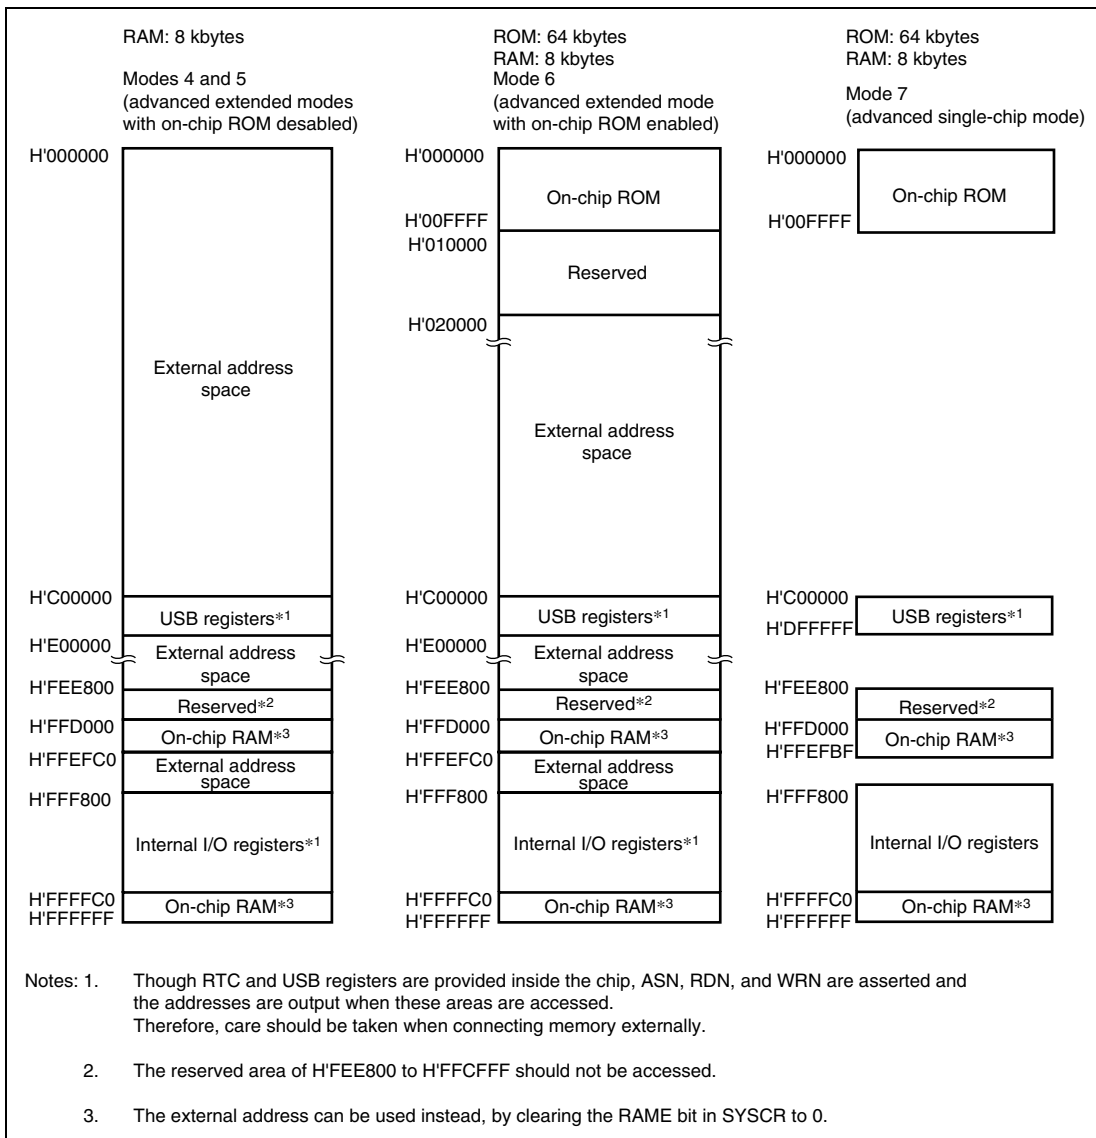 RAM: 8 kbytes
Modes 4 and 5
(advanced extended modes
with on-chip ROM desabled)
H'000000
External address
space
H'C00000
USB registers*1
H'E00000
External address
space
H'FEE800
Reserved*2
H'FFD000
On-chip RAM*3
H'FFEFC0
External address
space
H'FFF800
Internal I/O registers*1
H'FFFFC0
On-chip RAM*3
H'FFFFFF
ROM: 64 kbytes
RAM: 8 kbytes
Mode 6
(advanced extended mode
with on-chip ROM enabled)
H'000000
On-chip ROM
H'00FFFF
H'010000
Reserved
H'020000
External address
space
H'C00000
USB registers*1
H'E00000
External address
space
H'FEE800
Reserved*2
H'FFD000
On-chip RAM*3
H'FFEFC0
External address
space
H'FFF800
Internal I/O registers*1
H'FFFFC0
On-chip RAM*3
H'FFFFFF
ROM: 64 kbytes
RAM: 8 kbytes
Mode 7
(advanced single-chip mode)
H'000000
On-chip ROM
H'00FFFF
H'C00000
USB registers*1
H'DFFFFF
H'FEE800
Reserved*2
H'FFD000
On-chip RAM*3
H'FFEFBF
H'FFF800
Internal I/O registers
H'FFFFC0
On-chip RAM*3
H'FFFFFF
Notes: 1. Though RTC and USB registers are provided inside the chip, ASN, RDN, and WRN are asserted and
the addresses are output when these areas are accessed.
Therefore, care should be taken when connecting memory externally.
2. The reserved area of H'FEE800 to H'FFCFFF should not be accessed.
3. The external address can be used instead, by clearing the RAME bit in SYSCR to 0.